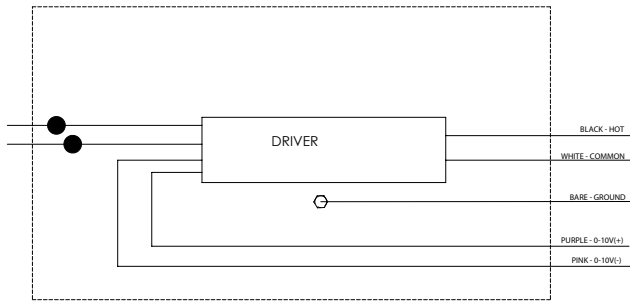 DRIVER
BLACK - HOT
WHITE - COMMON
BARE - GROUND
PURPLE - 0-10V(+)
PINK - 0-10V(-)